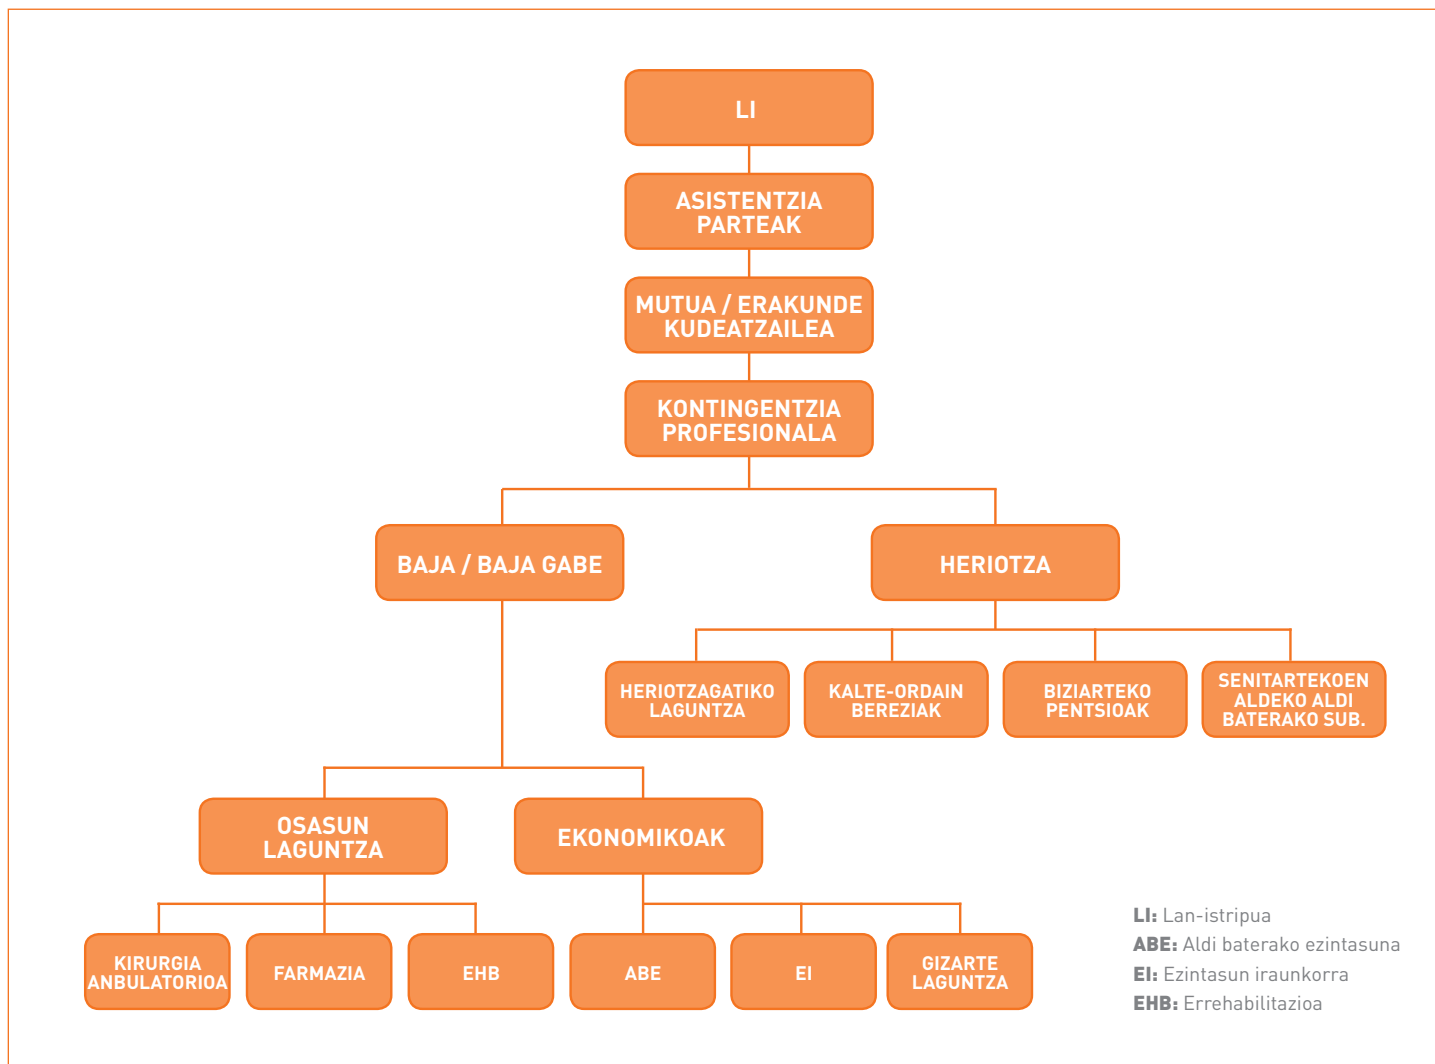 LI
ASISTENTZIA
PARTEAK
MUTUA / ERAKUNDE
KUDEATZAILEA
KONTINGENTZIA
PROFESIONALA
BAJA / BAJA GABE
HERIOTZA
HERIOTZAGATIKO
LAGUNTZA
KALTE-ORDAIN
BEREZIAK
BIZIARTEKO
PENTSIOAK
SENITARTEKOEN
ALDEKO ALDI
BATERAKO SUB.
OSASUN
LAGUNTZA
EKONOMIKOAK
KIRURGIA
ANBULATORIOA
FARMAZIA
EHB
ABE
EI
GIZARTE
LAGUNTZA
LI: Lan-istripua
ABE: Aldi baterako ezintasuna
EI: Ezintasun iraunkorra
EHB: Errehabilitazioa